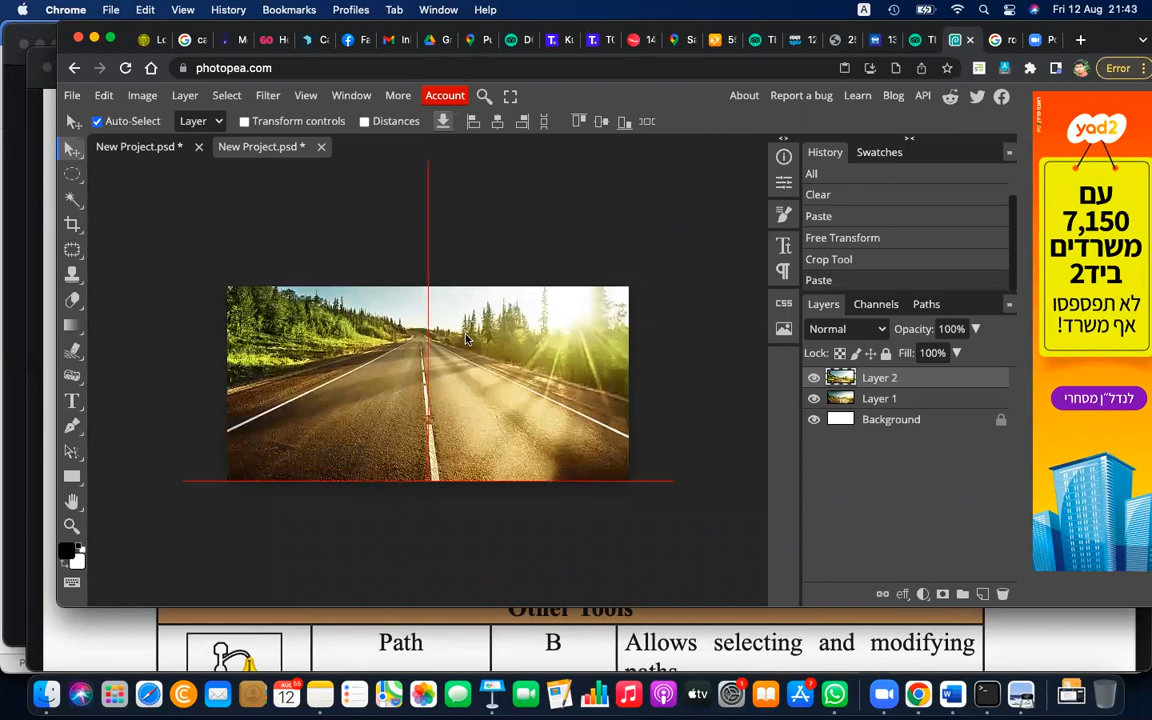 Chrome File Edit View History Bookmarks Profiles Tab Window Help A Fri 12 Aug 21:43
photopea.com Error
File Edit Image Layer Select Filter View Window More Account About Report a bug Learn Blog API
Auto-Select Layer Transform controls Distances
New Project.psd * New Project.psd *
History Swatches
All
Clear
Paste
Free Transform
Crop Tool
Paste
Layers Channels Paths
Normal Opacity: 100%
Lock: Fill: 100%
Layer 2
Layer 1
Background
CSS
eff
yad2
עם
7,150
משרדים
ביד2
לא תפספסו
אף משרד!
לנדל"ן מסחרי
Other Tools
Path B Allows selecting and modifying
paths